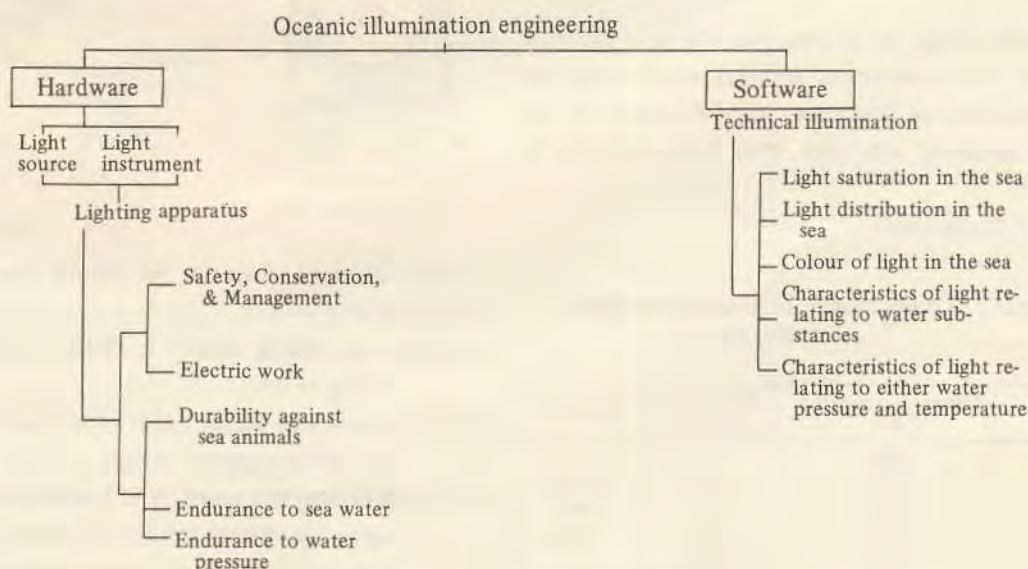 Oceanic illumination engineering
Hardware
Light source
Light instrument
Lighting apparatus
Safety, Conservation,
& Management
Electric work
Durability against
sea animals
Endurance to sea water
Endurance to water
pressure
Software
Technical illumination
Light saturation in the sea
Light distribution in the
sea
Colour of light in the sea
Characteristics of light re-
lating to water sub-
stances
Characteristics of light re-
lating to either water
pressure and temperature